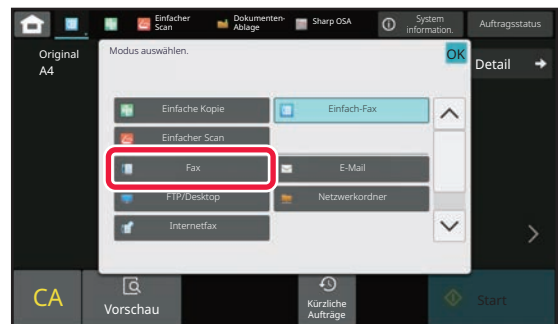 Einfacher
Scan
Dokumenten-
Ablage
Sharp OSA
System
information.
Auftragsstatus
Original
A4
Modus auswählen.
OK
Detail
Einfache Kopie
Einfach-Fax
Einfacher Scan
Fax
E-Mail
FTP/Desktop
Netzwerkordner
Internetfax
CA
Vorschau
Kürzliche
Aufträge
Start